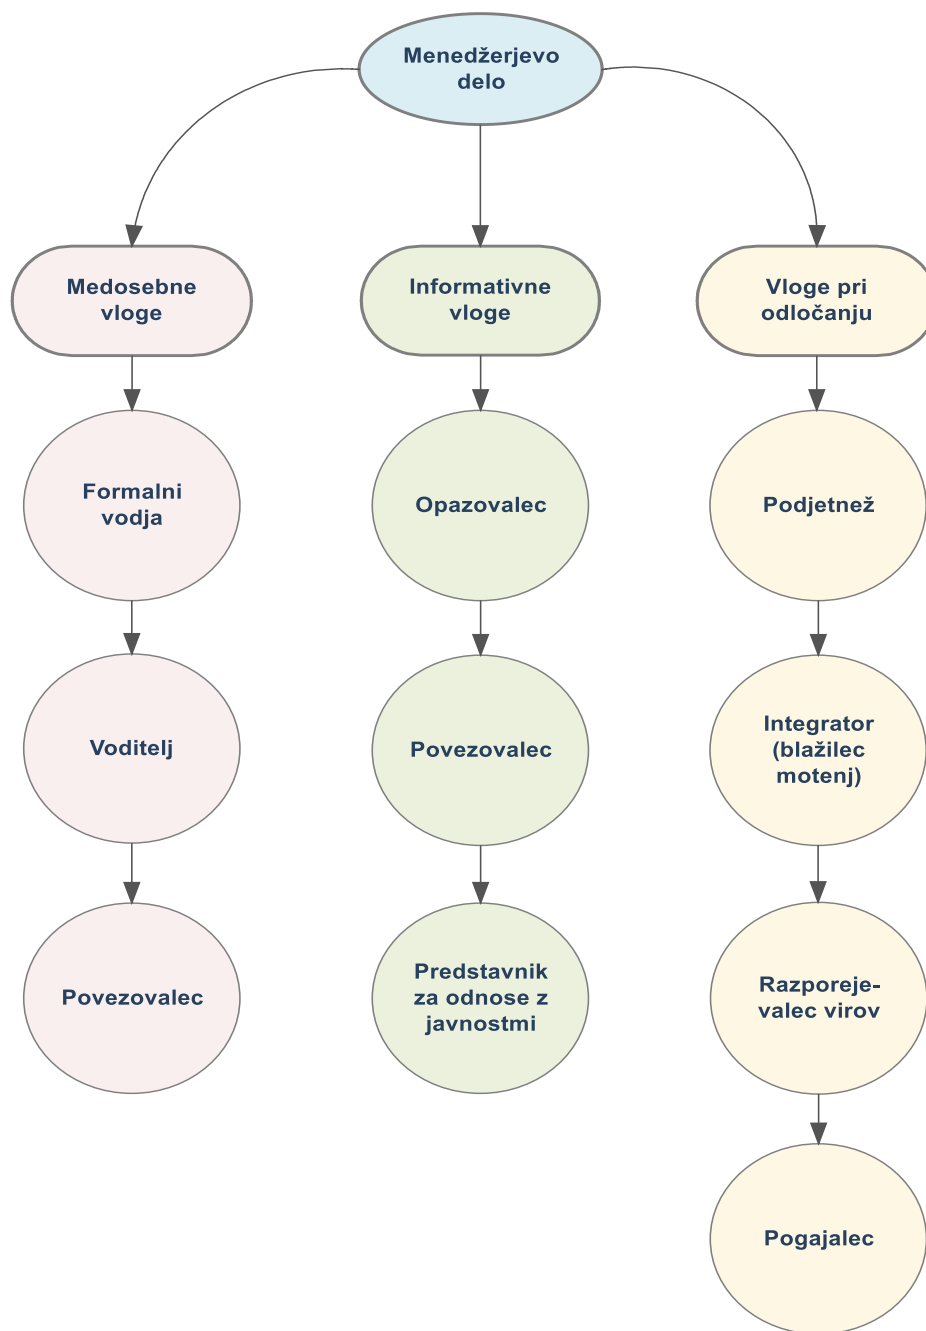 Menedžerjevo
delo
Medosebne
vloge
Informativne
vloge
Vloge pri
odločanju
Formalni
vodja
Opazovalec
Podjetnež
Voditelj
Povezovalec
Integrator
(blažilec
motenj)
Povezovalec
Predstavnik
za odnose z
javnostmi
Razporeje-
valec virov
Pogajalec